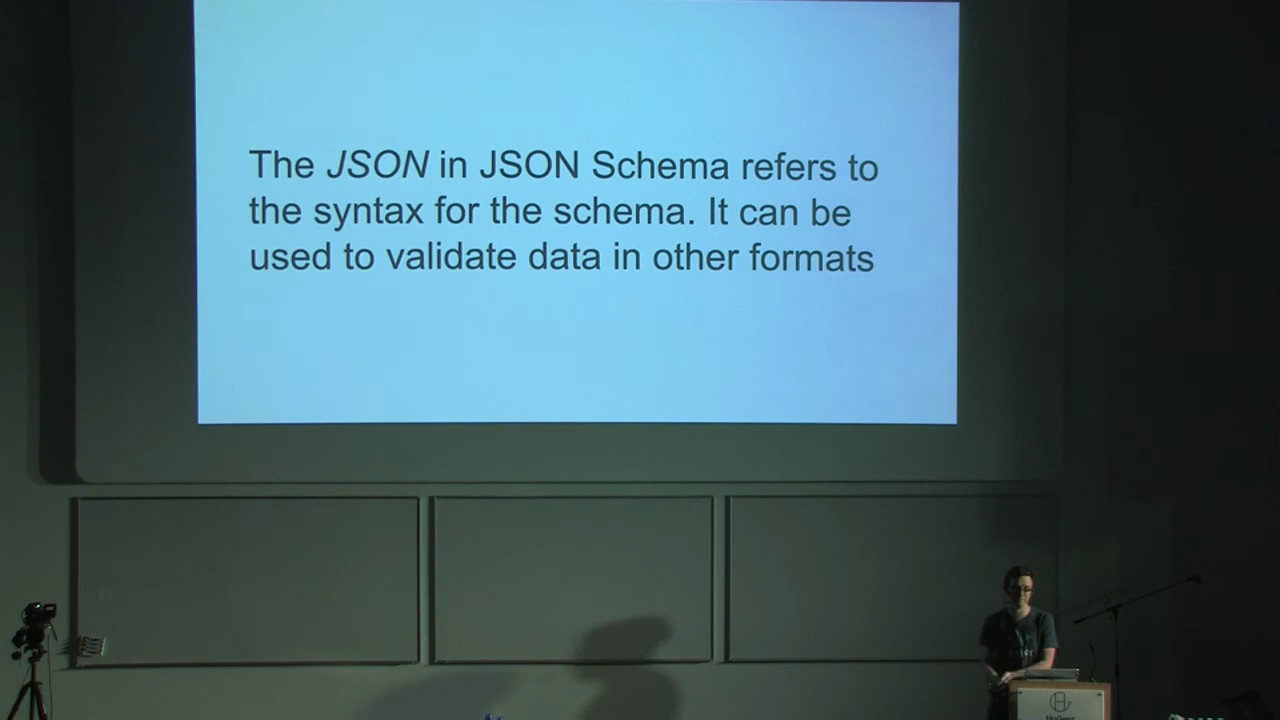 The JSON in JSON Schema refers to
the syntax for the schema. It can be
used to validate data in other formats